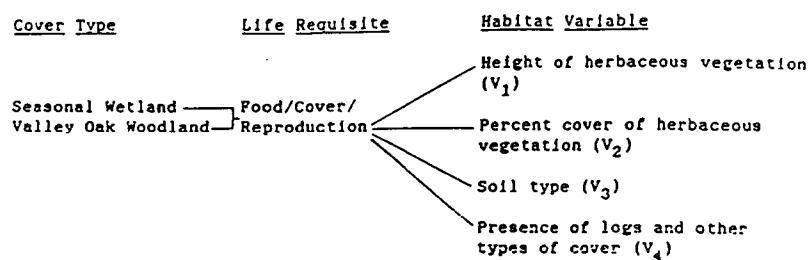 Cover Type Life Requisite Habitat Variable
Height of herbaceous vegetation
(V1)
Seasonal Wetland Food/Cover/
Valley Oak Woodland Reproduction
Percent cover of herbaceous
vegetation (V2)
Soil type (V3)
Presence of logs and other
types of cover (V4)